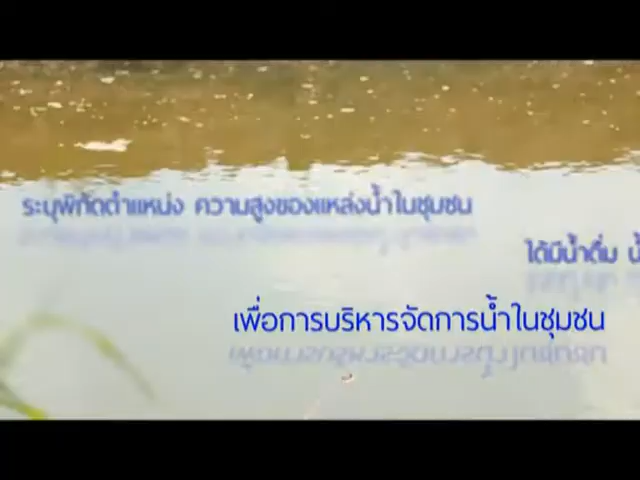 ระบุพิกัดตำแหน่ง ความสูงของแหล่งน้ำในชุมชน
ได้มีน้ำดื่ม
เพื่อการบริหารจัดการน้ำในชุมชน